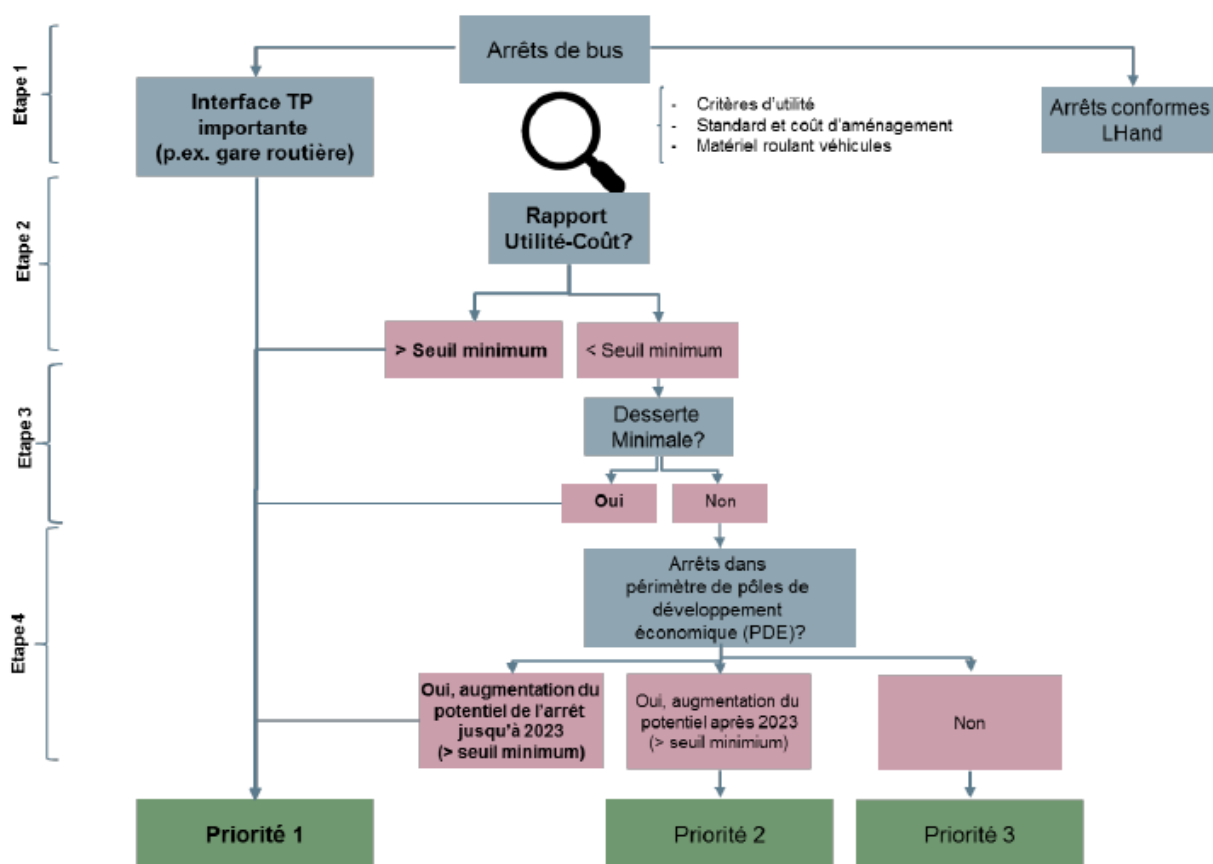 Etape 1
Arrêts de bus
Interface TP
importante
(p.ex. gare routière)
- Critères d'utilité
- Standard et coût d'aménagement
- Matériel roulant véhicules
Arrêts conformes
LHand
Etape 2
Rapport
Utilité-Coût?
> Seuil minimum
< Seuil minimum
Etape 3
Desserte
Minimale?
Oui
Non
Etape 4
Arrêts dans
périmètre de pôles de
développement
économique (PDE)?
Oui, augmentation du
potentiel de l'arrêt
jusqu'à 2023
(> seuil minimum)
Oui, augmentation du
potentiel après 2023
(> seuil minimium)
Non
Priorité 1
Priorité 2
Priorité 3